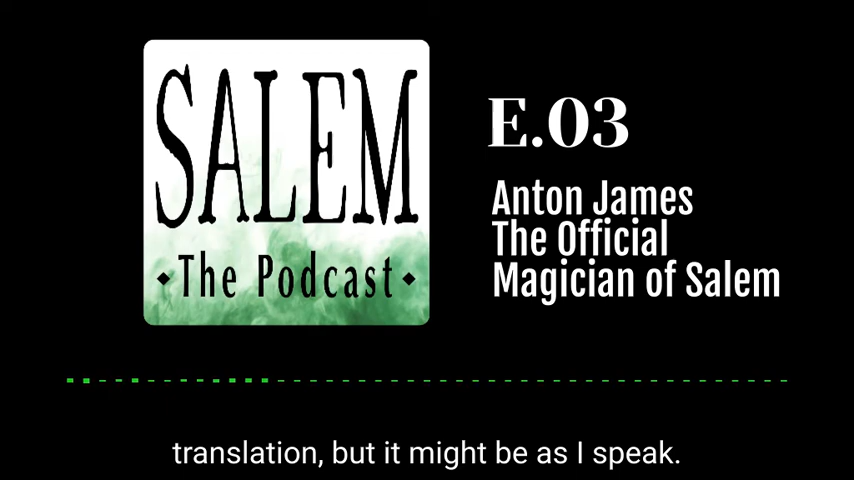 SALEM
The Podcast
E.03
Anton James
The Official
Magician of Salem
translation, but it might be as I speak.